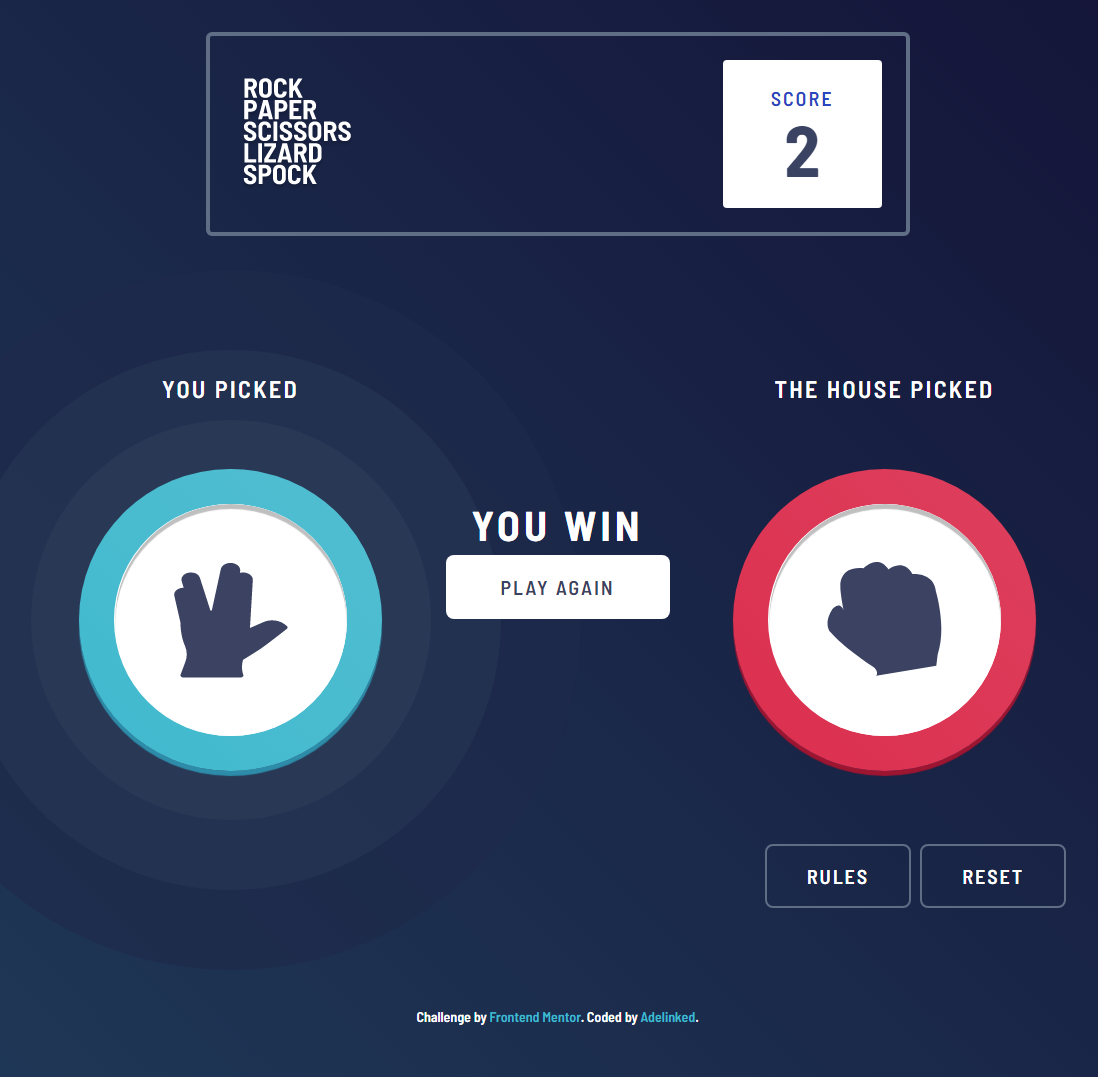 ROCK
PAPER
SCISSORS
LIZARD
SPOCK
SCORE
2
YOU PICKED
THE HOUSE PICKED
YOU WIN
PLAY AGAIN
RULES
RESET
Challenge by Frontend Mentor. Coded by Adelinked.